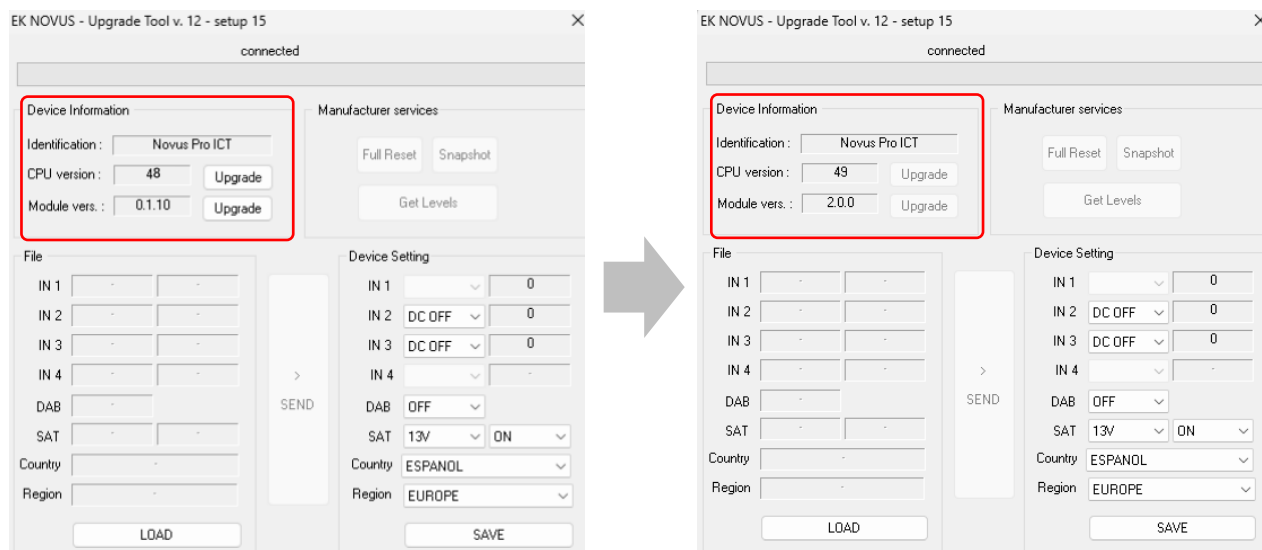 EK NOVUS - Upgrade Tool v. 12 - setup 15
connected
Device Information
Identification : Novus Pro ICT
CPU version : 48 Upgrade
Module vers. : 0.1.10 Upgrade
Manufacturer services
Full Reset Snapshot
Get Levels
File
IN 1 - -
IN 2 - -
IN 3 - -
IN 4 - -
DAB -
SAT - -
Country -
Region -
LOAD
>
SEND
Device Setting
IN 1 0
IN 2 DC OFF 0
IN 3 DC OFF 0
IN 4 -
DAB OFF
SAT 13V ON
Country ESPANOL
Region EUROPE
SAVE
EK NOVUS - Upgrade Tool v. 12 - setup 15
connected
Device Information
Identification : Novus Pro ICT
CPU version : 49 Upgrade
Module vers. : 2.0.0 Upgrade
Manufacturer services
Full Reset Snapshot
Get Levels
File
IN 1 - -
IN 2 - -
IN 3 - -
IN 4 - -
DAB -
SAT - -
Country -
Region -
LOAD
>
SEND
Device Setting
IN 1 0
IN 2 DC OFF 0
IN 3 DC OFF 0
IN 4 -
DAB OFF
SAT 13V ON
Country ESPANOL
Region EUROPE
SAVE